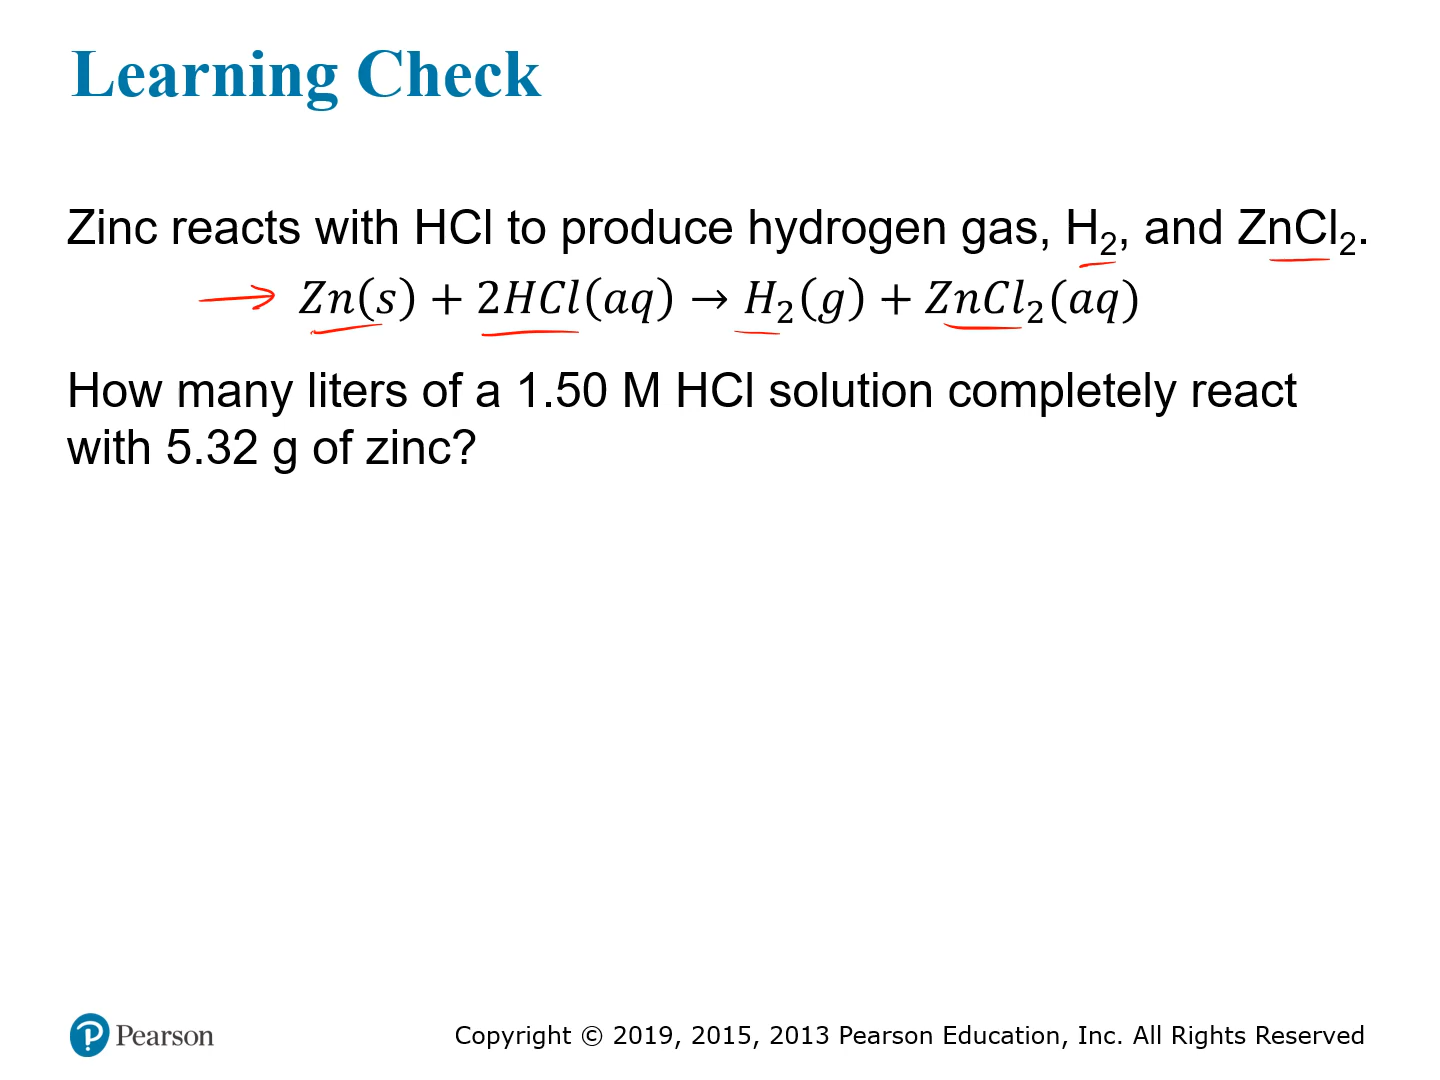 Learning Check
Zinc reacts with HCl to produce hydrogen gas, H₂, and ZnCl₂.
Zn(s) + 2HCl(aq) → H₂(g) + ZnCl₂(aq)
How many liters of a 1.50 M HCl solution completely react
with 5.32 g of zinc?
Pearson
Copyright © 2019, 2015, 2013 Pearson Education, Inc. All Rights Reserved